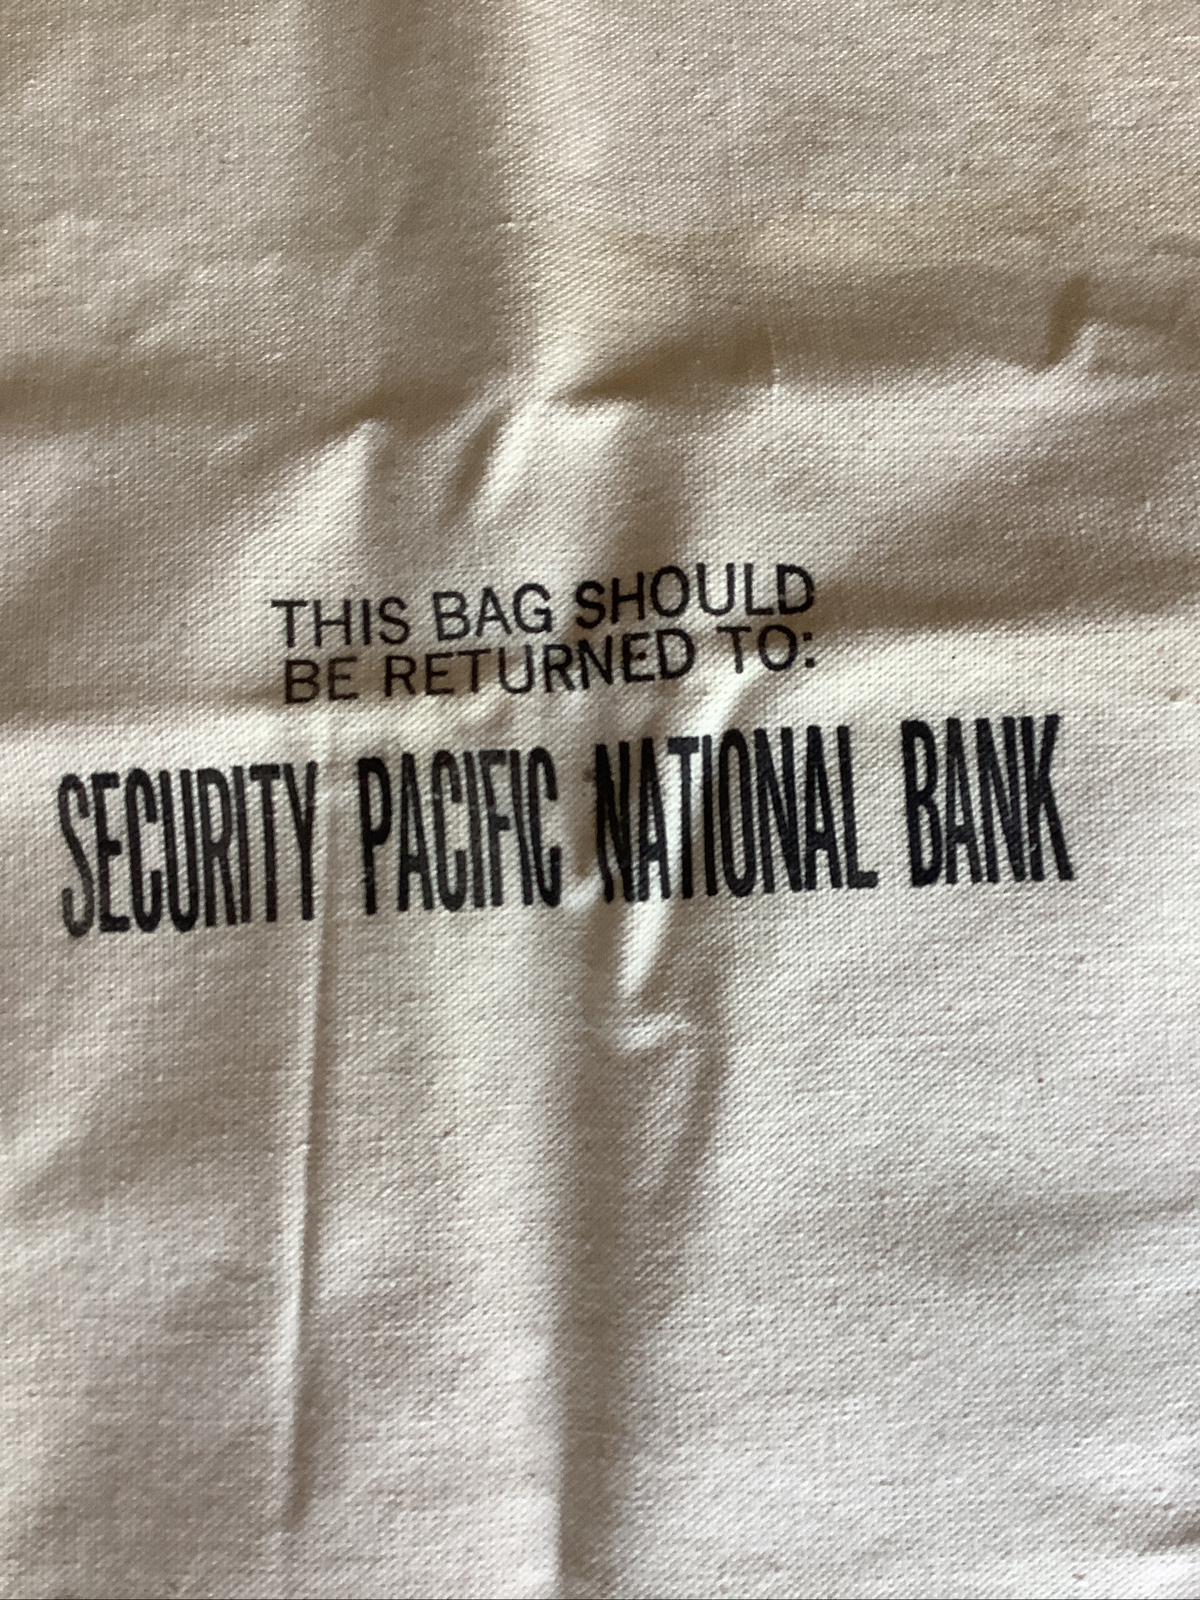 THIS BAG SHOULD
BE RETURNED TO:
SECURITY PACIFIC NATIONAL BANK